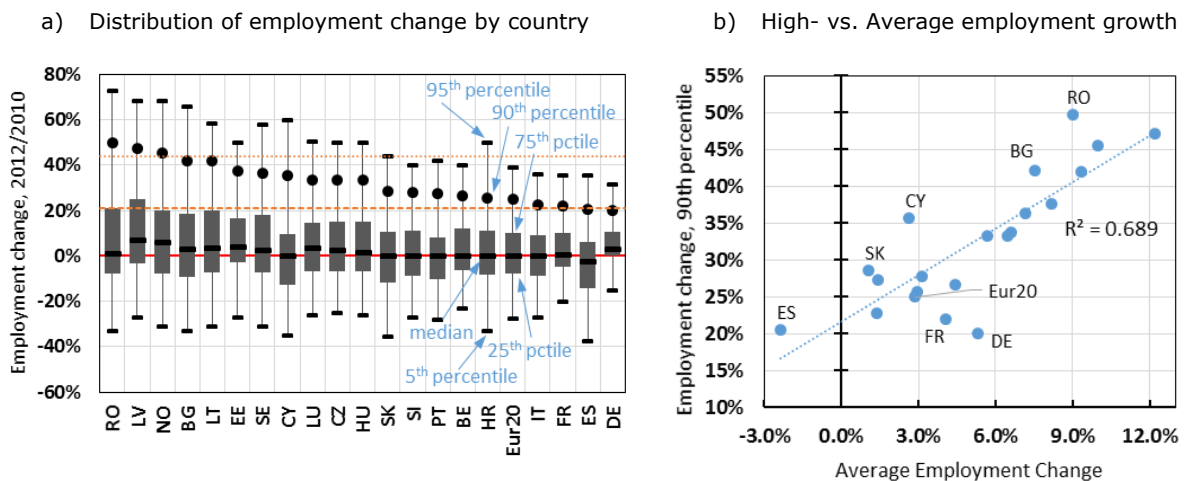 a) Distribution of employment change by country
Employment change, 2012/2010
80%
60%
40%
20%
0%
-20%
-40%
-60%
95th percentile
90th percentile
75th pctile
median
25th pctile
5th percentile
RO
LV
NO
BG
LT
EE
SE
CY
LU
CZ
HU
SK
SI
PT
BE
HR
Eur20
IT
FR
ES
DE
b) High- vs. Average employment growth
Employment change, 90th percentile
55%
50%
45%
40%
35%
30%
25%
20%
15%
10%
RO
BG
CY
R² = 0.689
SK
Eur20
ES
FR
DE
-3.0%
0.0%
3.0%
6.0%
9.0%
12.0%
Average Employment Change